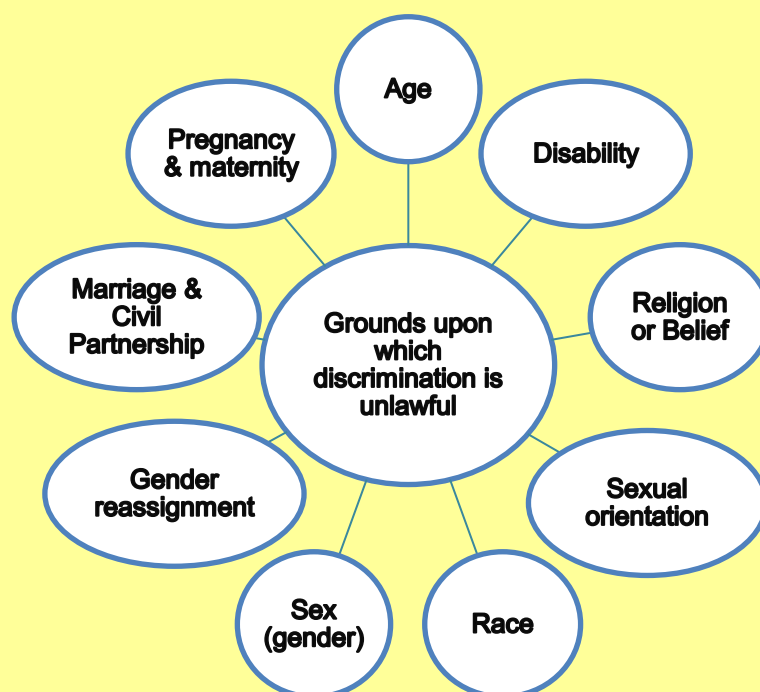 Age
Disability
Religion
or Belief
Sexual
orientation
Race
Sex
(gender)
Gender
reassignment
Marriage &
Civil
Partnership
Pregnancy
& maternity
Grounds upon
which
discrimination is
unlawful